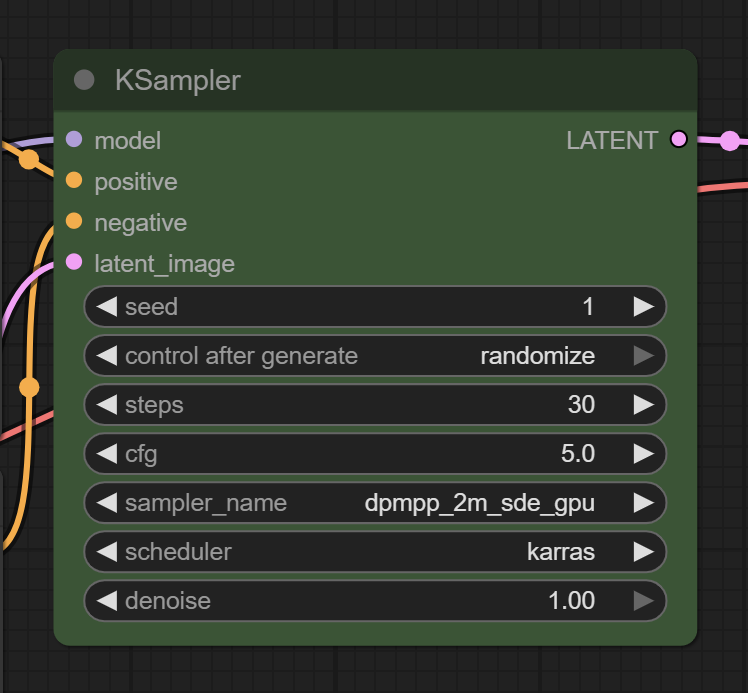 KSampler
model LATENT
positive
negative
latent_image
seed 1
control after generate randomize
steps 30
cfg 5.0
sampler_name dpmpp_2m_sde_gpu
scheduler karras
denoise 1.00